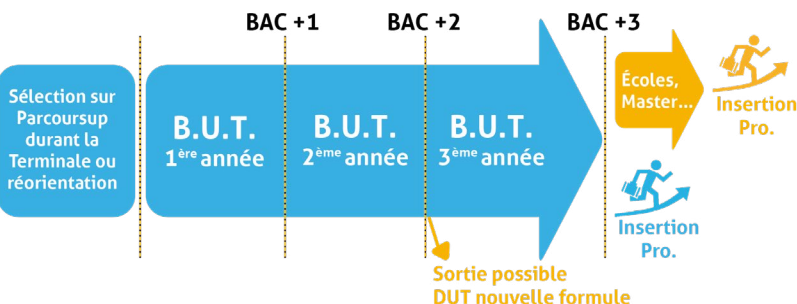 BAC +1
BAC +2
BAC +3
Sélection sur
Parcoursup
durant la
Terminale ou
réorientation
B.U.T.
1ère année
B.U.T.
2ème année
B.U.T.
3ème année
Écoles,
Master...
Insertion
Pro.
Insertion
Pro.
Sortie possible
DUT nouvelle formule